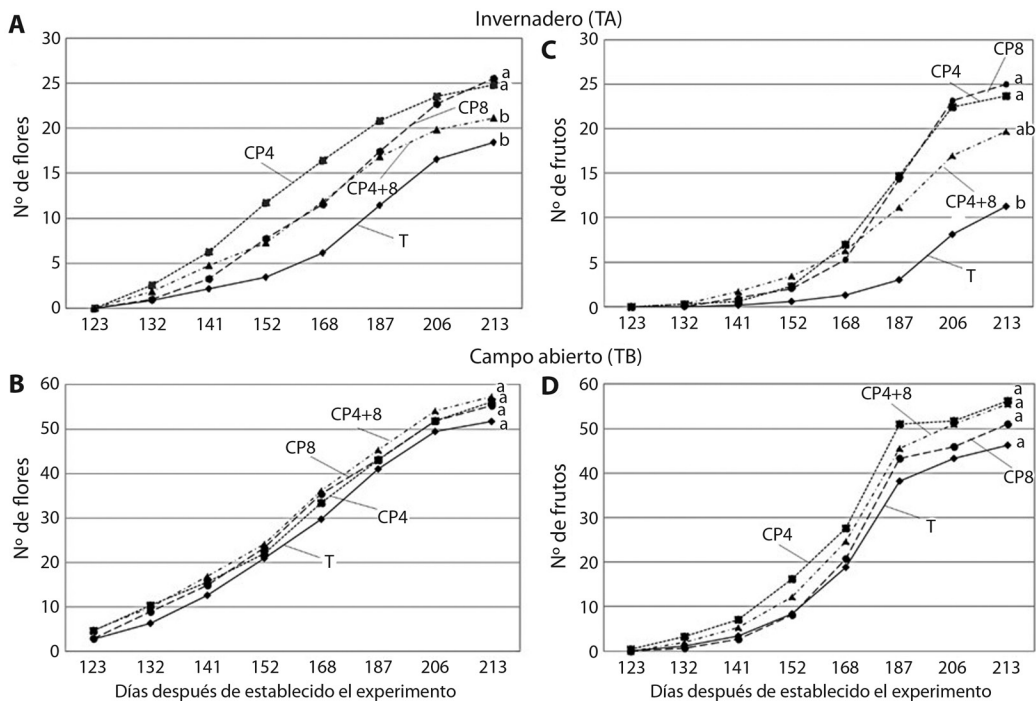 Invernadero (TA)
A
Nº de flores
30
25
20
15
10
5
0
123 132 141 152 168 187 206 213
CP4
CP8
CP4+8
T
a
a
b
b
C
Nº de frutos
30
25
20
15
10
5
0
123 132 141 152 168 187 206 213
CP8
CP4
CP4+8
T
a
a
ab
b
Campo abierto (TB)
B
Nº de flores
60
50
40
30
20
10
0
123 132 141 152 168 187 206 213
Días después de establecido el experimento
CP4+8
CP8
CP4
T
a
a
a
a
D
Nº de frutos
60
50
40
30
20
10
0
123 132 141 152 168 187 206 213
Días después de establecido el experimento
CP4+8
CP4
CP8
T
a
a
a
a